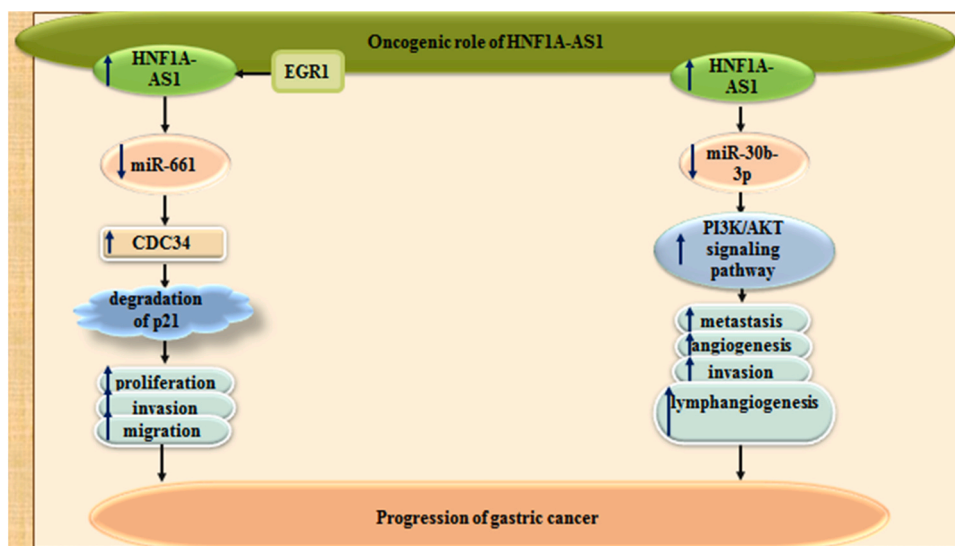 Oncogenic role of HNF1A-AS1
HNF1A-
AS1
EGR1
miR-661
CDC34
degradation
of p21
proliferation
invasion
migration
HNF1A-
AS1
miR-30b-
3p
PI3K/AKT
signaling
pathway
metastasis
angiogenesis
invasion
lymphangiogenesis
Progression of gastric cancer